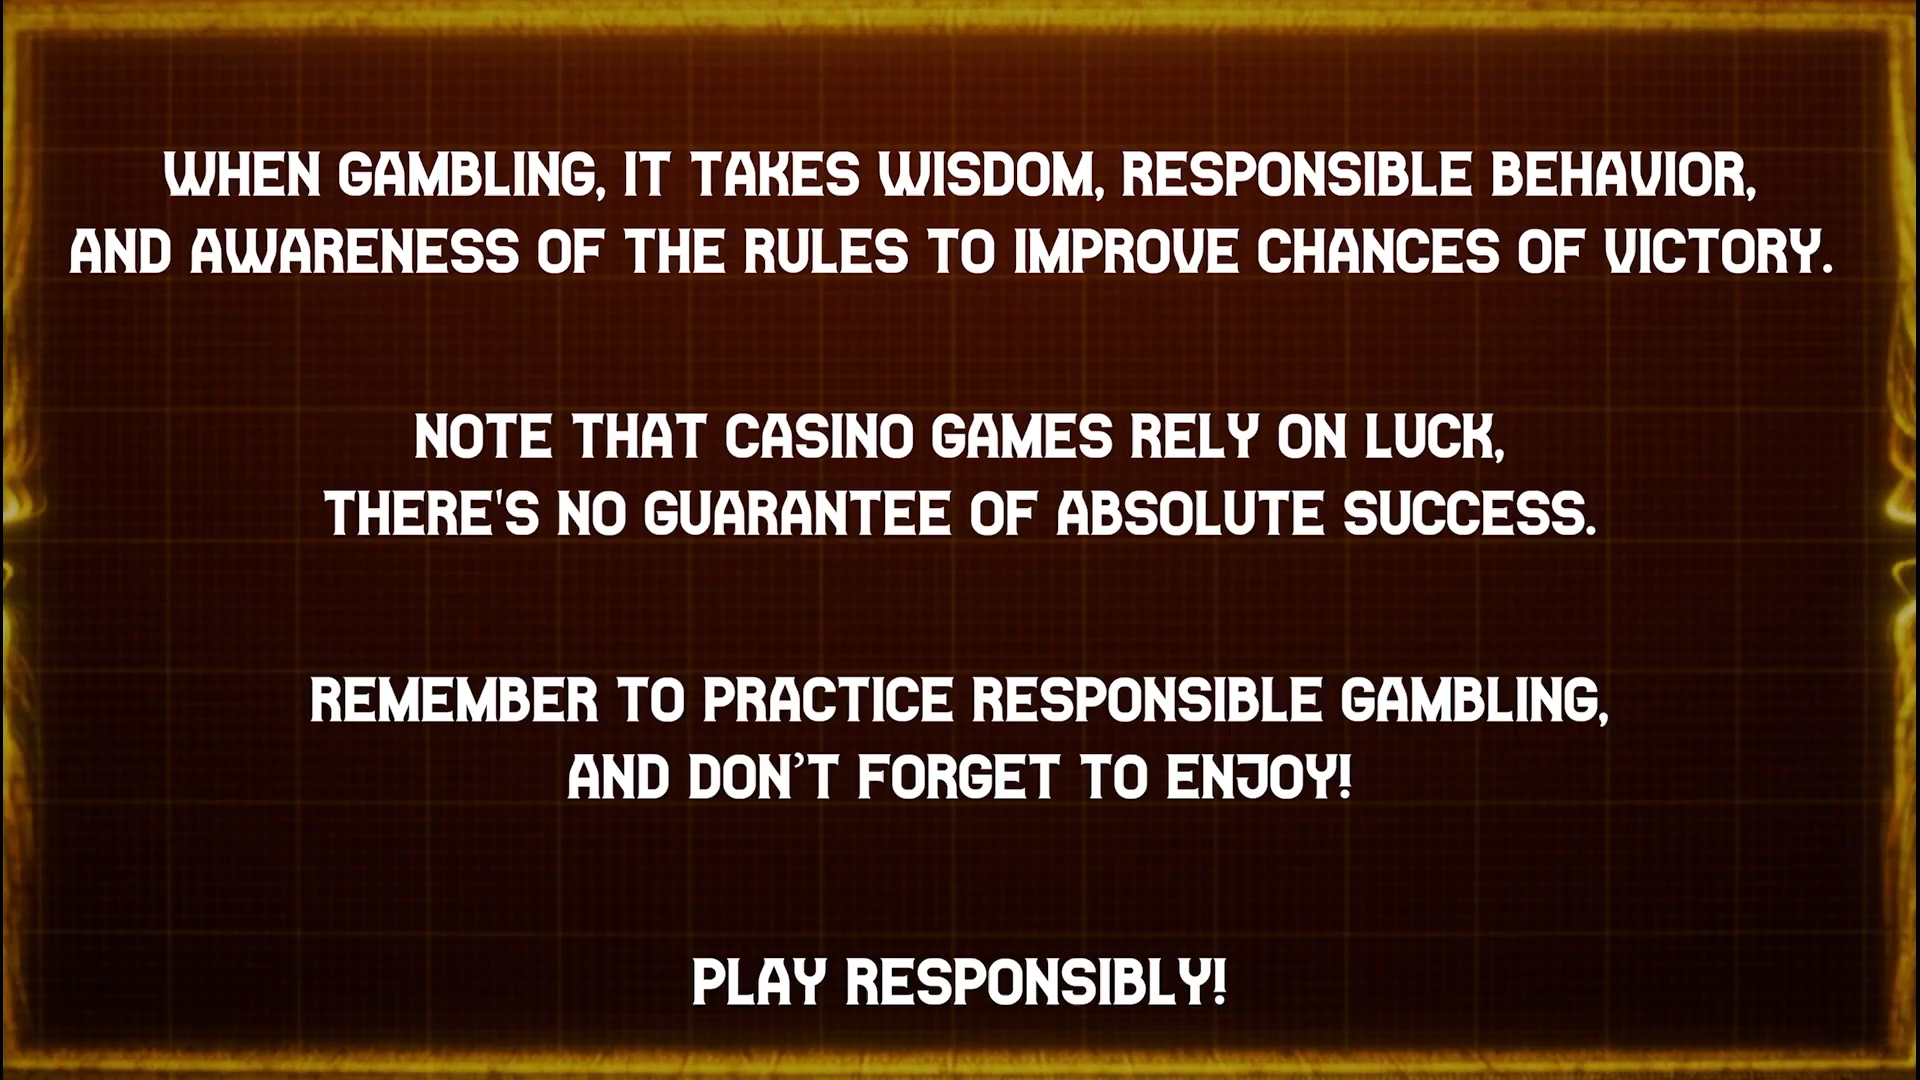 WHEN GAMBLING, IT TAKES WISDOM, RESPONSIBLE BEHAVIOR,
AND AWARENESS OF THE RULES TO IMPROVE CHANCES OF VICTORY.
NOTE THAT CASINO GAMES RELY ON LUCK,
THERE'S NO GUARANTEE OF ABSOLUTE SUCCESS.
REMEMBER TO PRACTICE RESPONSIBLE GAMBLING,
AND DON’T FORGET TO ENJOY!
PLAY RESPONSIBLY!